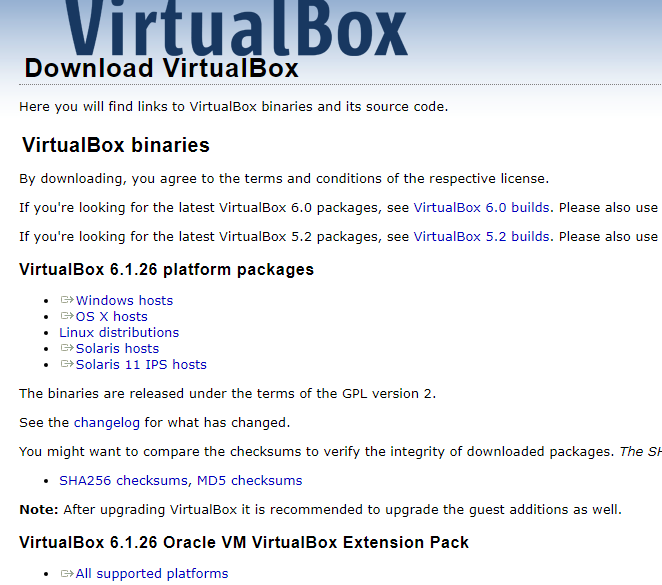 VirtualBox
Download VirtualBox
Here you will find links to VirtualBox binaries and its source code.
VirtualBox binaries
By downloading, you agree to the terms and conditions of the respective license.
If you're looking for the latest VirtualBox 6.0 packages, see VirtualBox 6.0 builds. Please also use
If you're looking for the latest VirtualBox 5.2 packages, see VirtualBox 5.2 builds. Please also use
VirtualBox 6.1.26 platform packages
Windows hosts
OS X hosts
Linux distributions
Solaris hosts
Solaris 11 IPS hosts
The binaries are released under the terms of the GPL version 2.
See the changelog for what has changed.
You might want to compare the checksums to verify the integrity of downloaded packages. The SH
SHA256 checksums, MD5 checksums
Note: After upgrading VirtualBox it is recommended to upgrade the guest additions as well.
VirtualBox 6.1.26 Oracle VM VirtualBox Extension Pack
All supported platforms